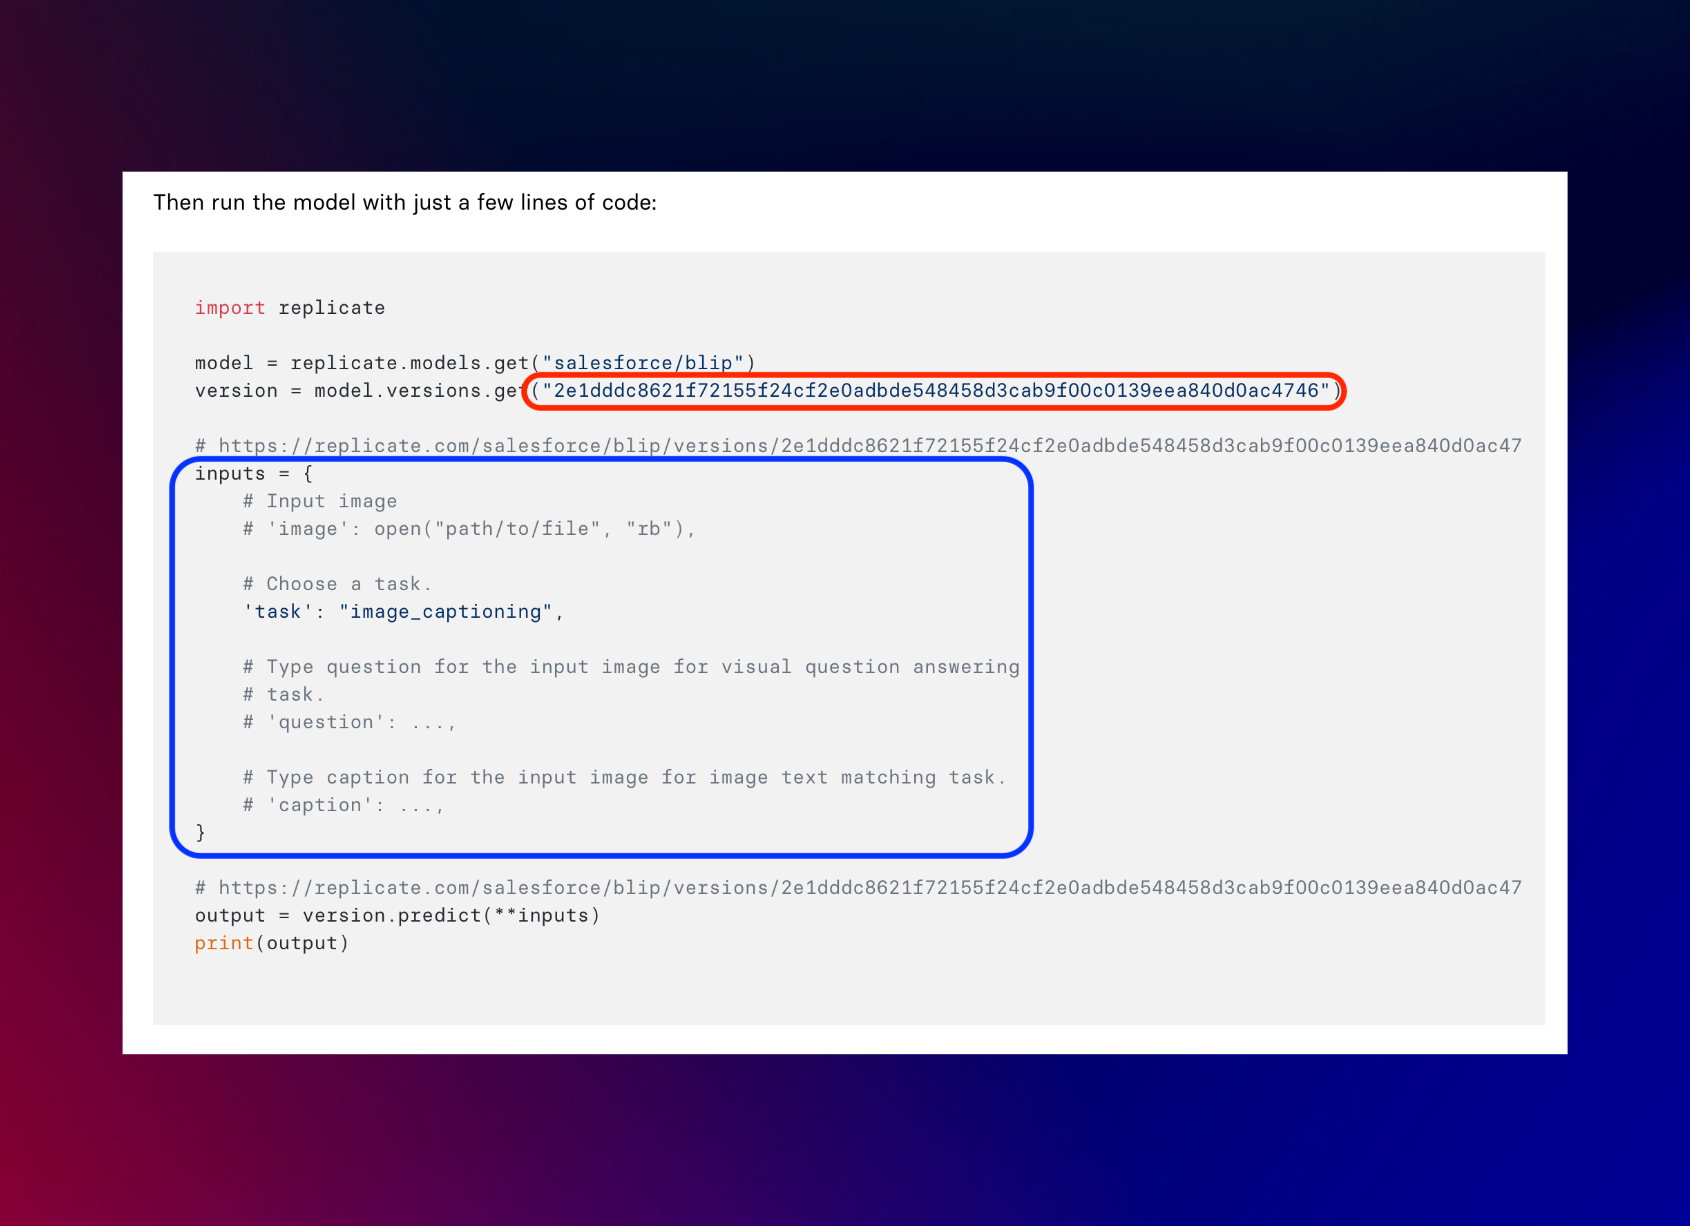 Then run the model with just a few lines of code:
import replicate
model = replicate.models.get("salesforce/blip")
version = model.versions.get("2e1dddc8621f72155f24cf2e0adbde548458d3cab9f00c0139eea840d0ac4746")
# https://replicate.com/salesforce/blip/versions/2e1dddc8621f72155f24cf2e0adbde548458d3cab9f00c0139eea840d0ac47
inputs = {
    # Input image
    # 'image': open("path/to/file", "rb"),
    # Choose a task.
    'task': "image_captioning",
    # Type question for the input image for visual question answering
    # task.
    # 'question': ...,
    # Type caption for the input image for image text matching task.
    # 'caption': ...,
}
# https://replicate.com/salesforce/blip/versions/2e1dddc8621f72155f24cf2e0adbde548458d3cab9f00c0139eea840d0ac47
output = version.predict(**inputs)
print(output)